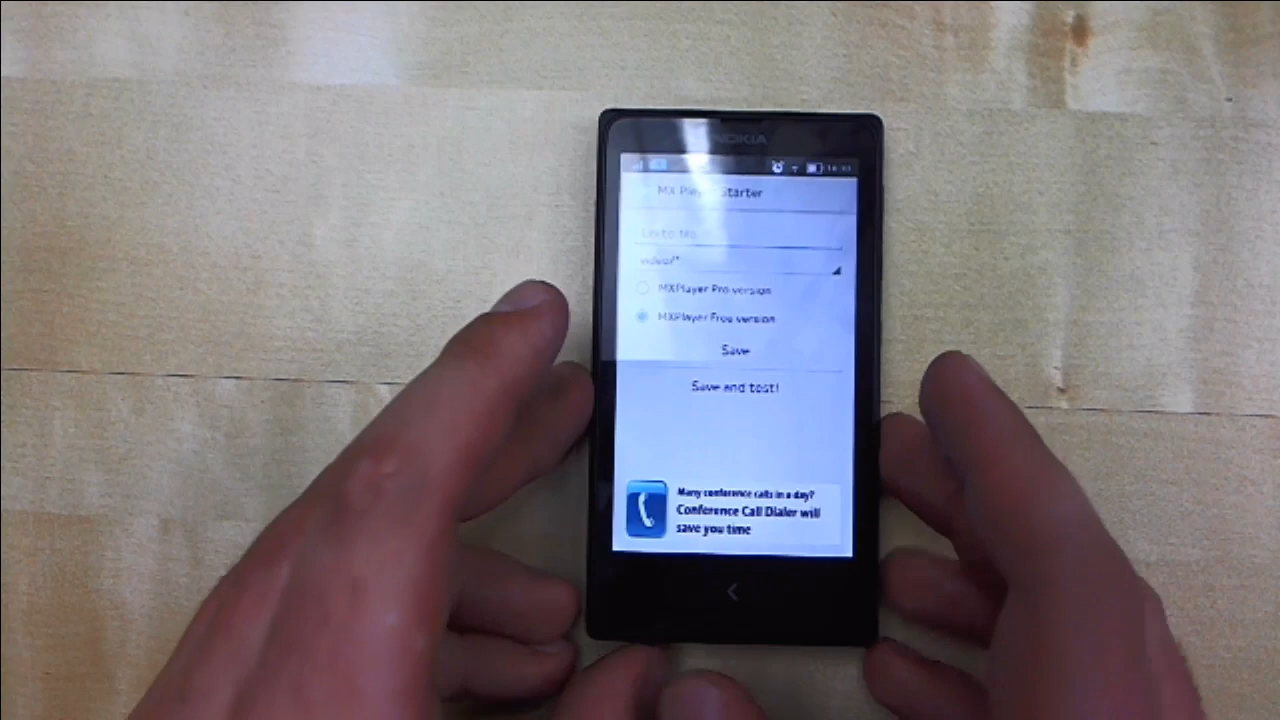 NOKIA
MX Starter
video/*
MXPlayer Pro version
MXPlayer Free version
Save
Save and test!
Many conference calls in a day?
Conference Call Dialer will
save you time